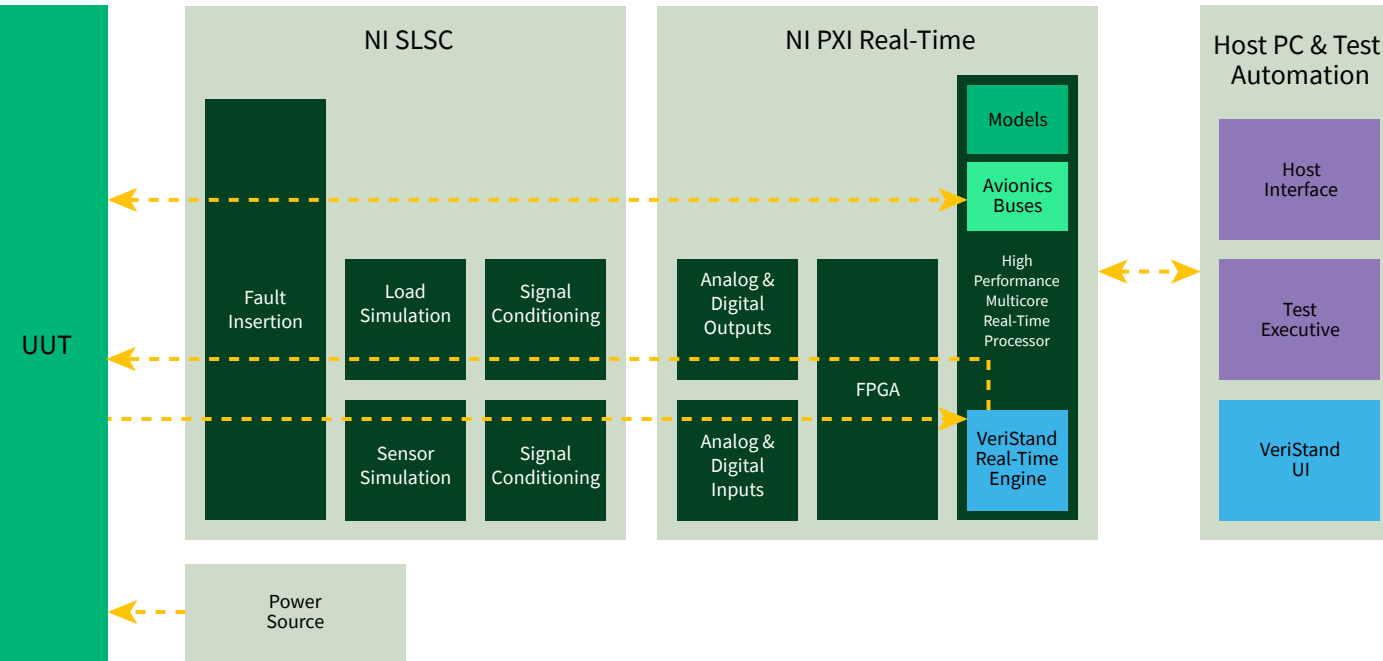 NI SLSC
NI PXI Real-Time
Host PC & Test
Automation
UUT
Fault
Insertion
Load
Simulation
Signal
Conditioning
Sensor
Simulation
Signal
Conditioning
Analog &
Digital
Outputs
Analog &
Digital
Inputs
FPGA
Models
Avionics
Buses
High
Performance
Multicore
Real-Time
Processor
VeriStand
Real-Time
Engine
Host
Interface
Test
Executive
VeriStand
UI
Power
Source